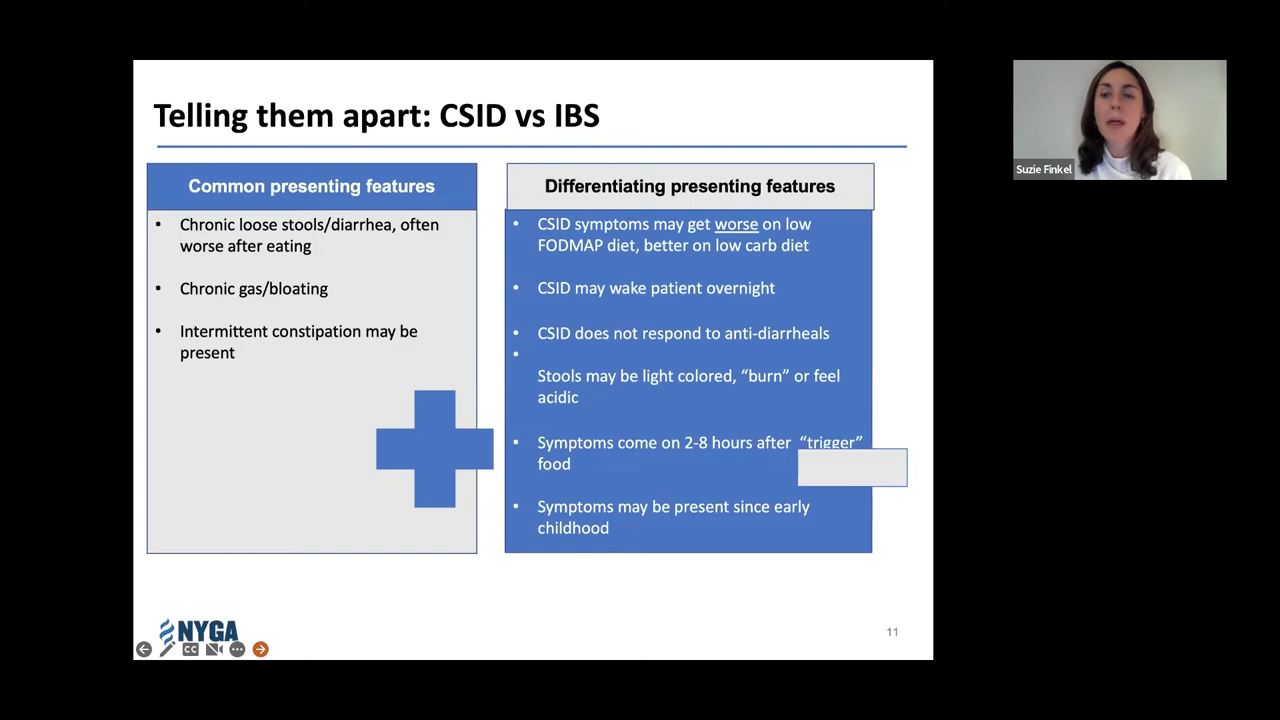 Telling them apart: CSID vs IBS
Common presenting features
• Chronic loose stools/diarrhea, often
worse after eating
• Chronic gas/bloating
• Intermittent constipation may be
present
Differentiating presenting features
• CSID symptoms may get worse on low
FODMAP diet, better on low carb diet
• CSID may wake patient overnight
• CSID does not respond to anti-diarrheals
•
Stools may be light colored, “burn” or feel
acidic
• Symptoms come on 2-8 hours after “trigger”
food
• Symptoms may be present since early
childhood
Suzie Finkel
NYGA
CC
11